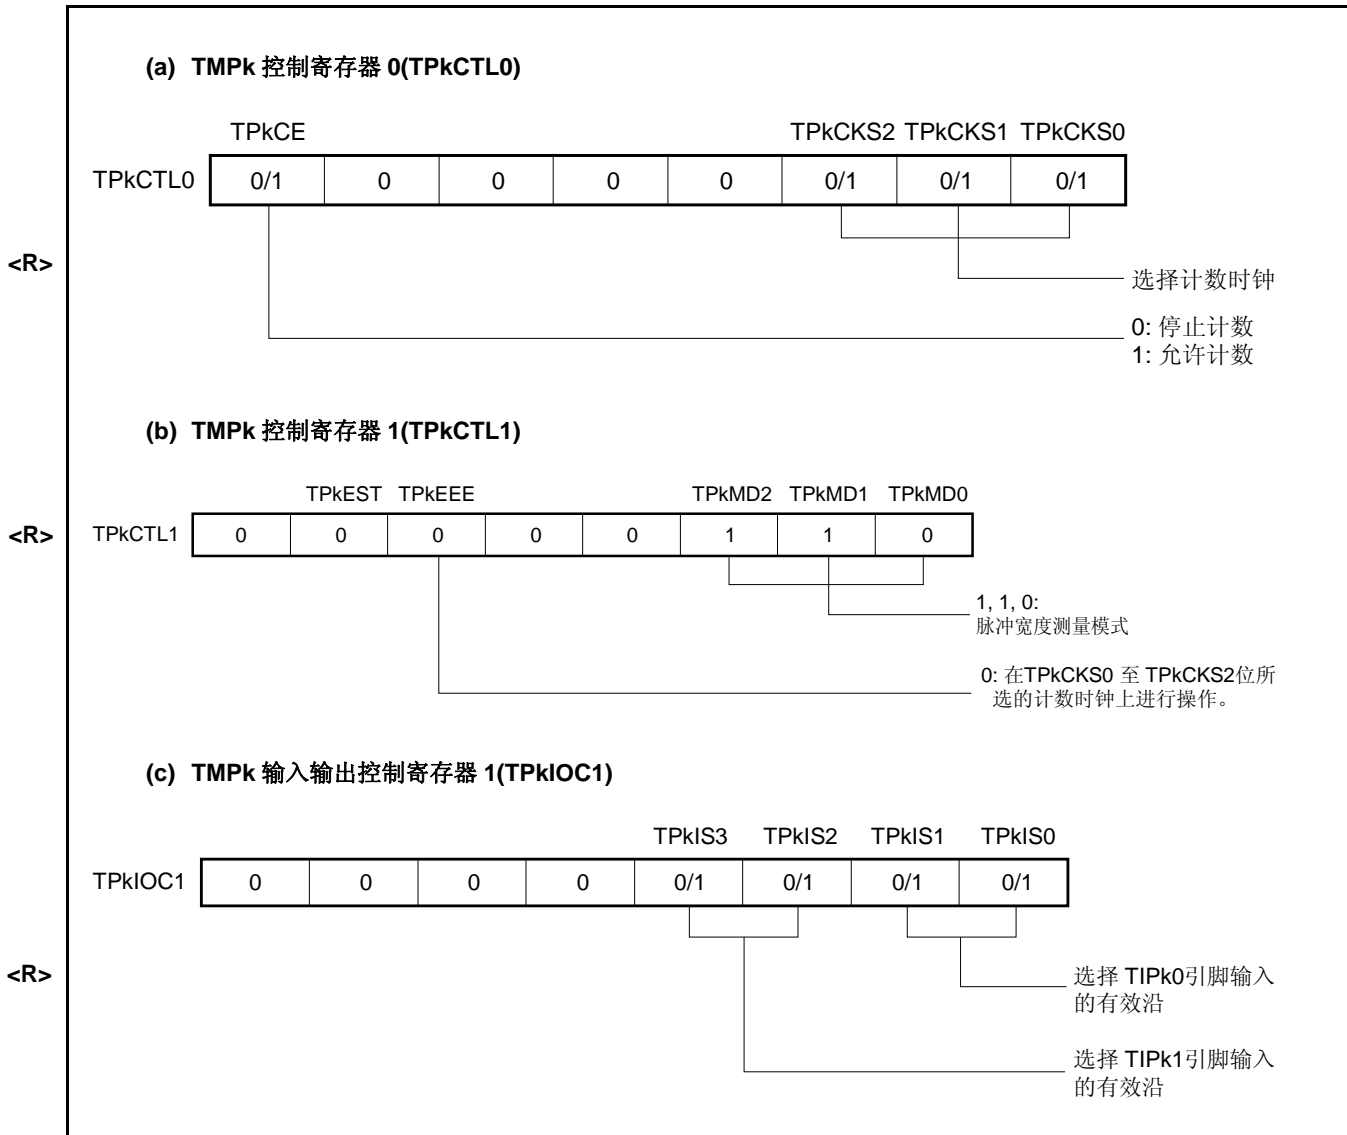 (a) TMPk 控制寄存器 0(TPkCTL0)
TPkCE TPkCKS2 TPkCKS1 TPkCKS0
TPkCTL0 0/1 0 0 0 0 0/1 0/1 0/1
<R>
选择计数时钟
0: 停止计数
1: 允许计数
(b) TMPk 控制寄存器 1(TPkCTL1)
TPkEST TPkEEE TPkMD2 TPkMD1 TPkMD0
<R> TPkCTL1 0 0 0 0 0 1 1 0
1, 1, 0:
脉冲宽度测量模式
0: 在TPkCKS0 至 TPkCKS2位所
选的计数时钟上进行操作。
(c) TMPk 输入输出控制寄存器 1(TPkIOC1)
TPkIS3 TPkIS2 TPkIS1 TPkIS0
TPkIOC1 0 0 0 0 0/1 0/1 0/1 0/1
<R>
选择 TIPk0引脚输入
的有效沿
选择 TIPk1引脚输入
的有效沿